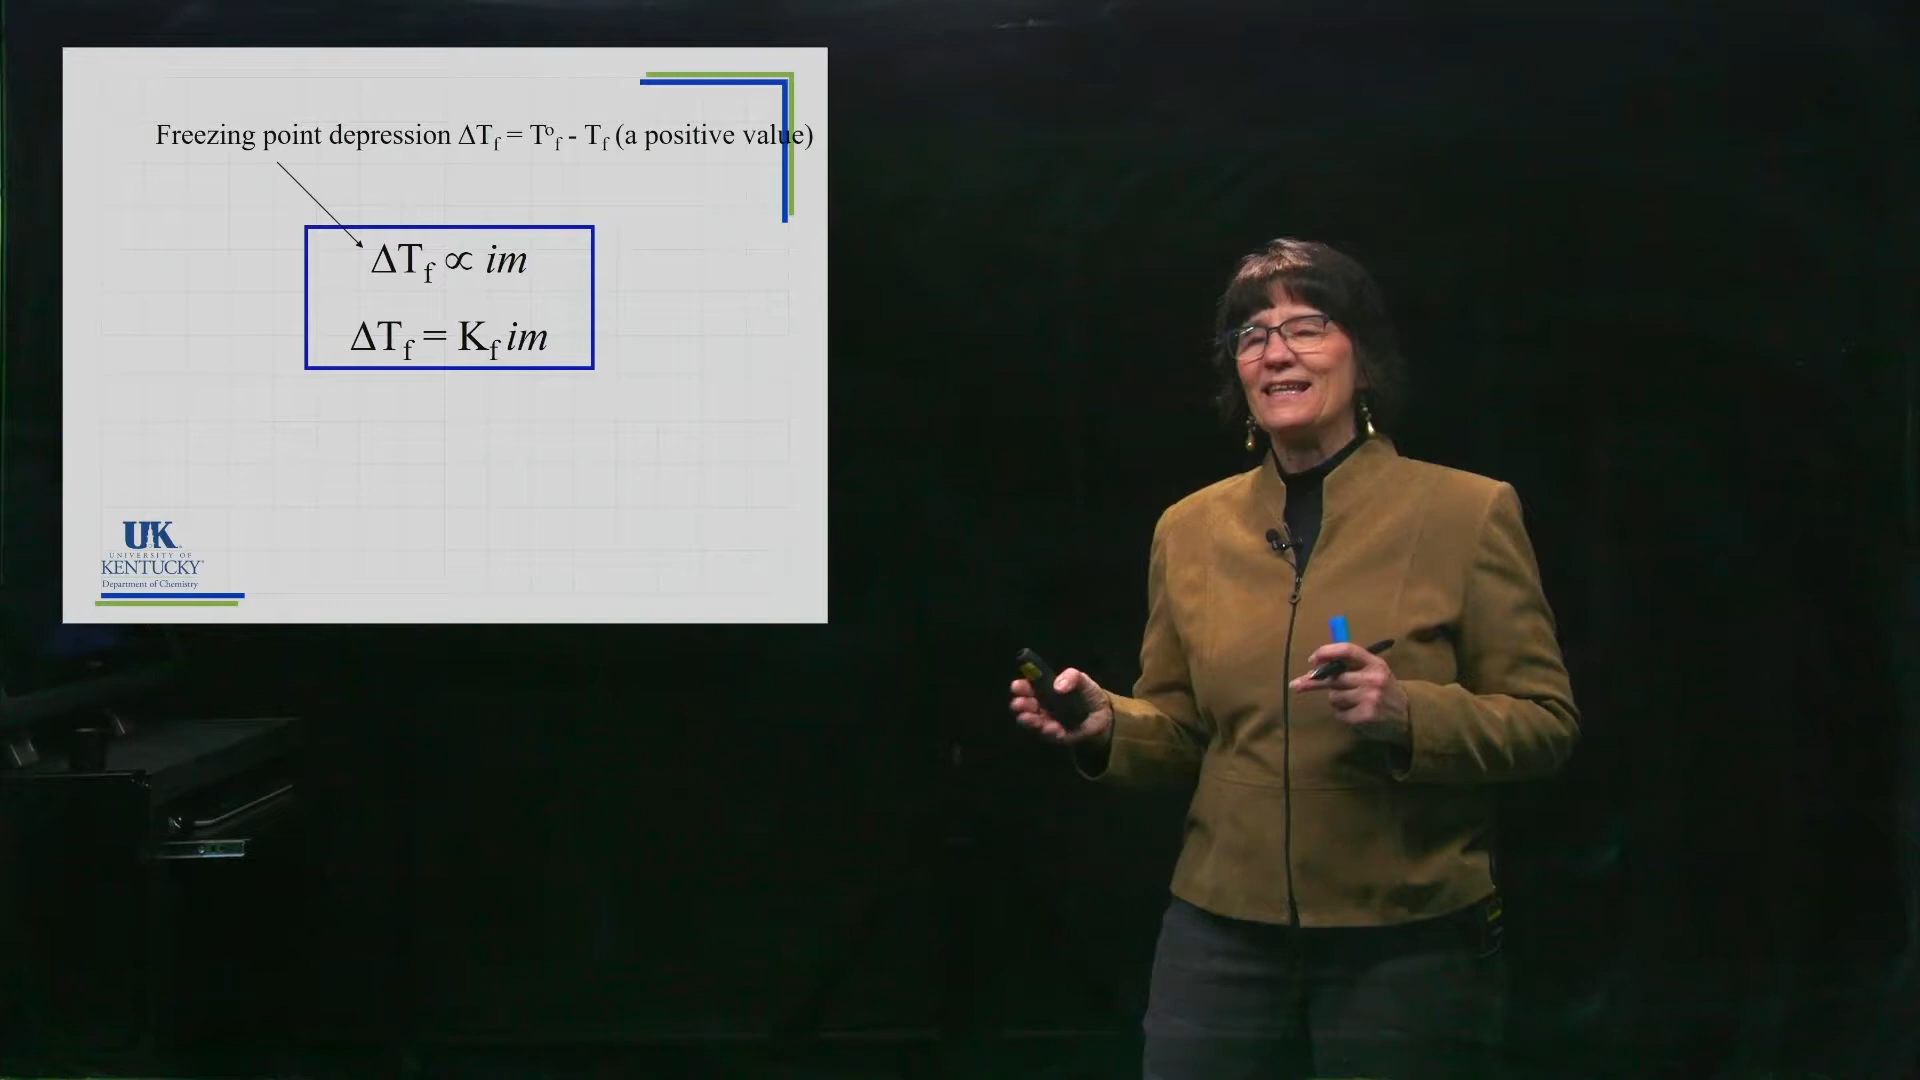 Freezing point depression ΔTf = Tºf - Tf (a positive value)
ΔTf ∝ im
ΔTf = Kf im
UK
UNIVERSITY OF
KENTUCKY
Department of Chemistry